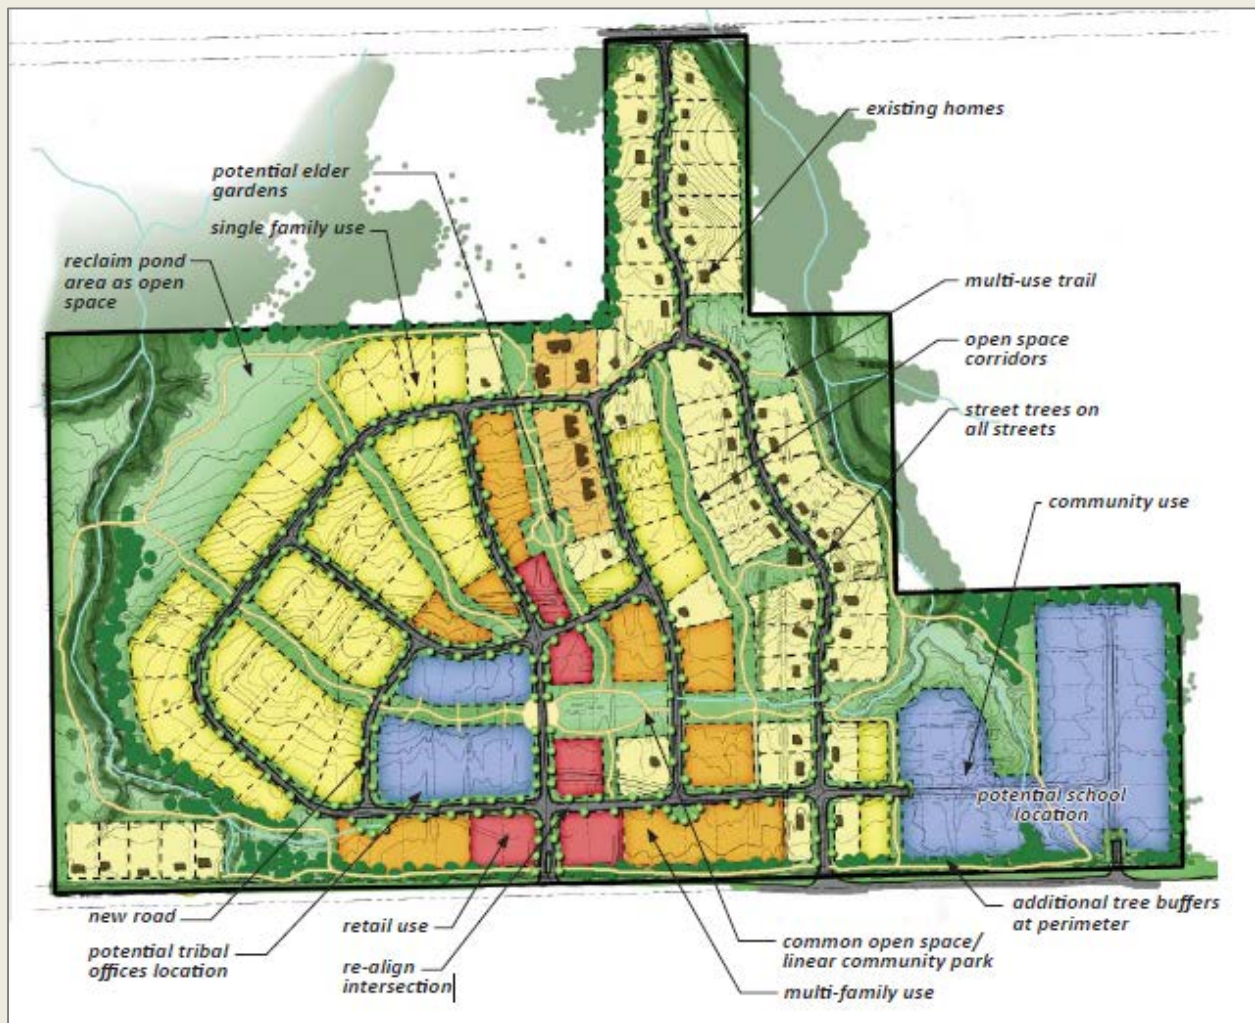 existing homes
potential elder
gardens
single family use
reclaim pond
area as open
space
multi-use trail
open space
corridors
street trees on
all streets
community use
potential school
location
new road
potential tribal
offices location
retail use
re-align
intersection
common open space/
linear community park
multi-family use
additional tree buffers
at perimeter